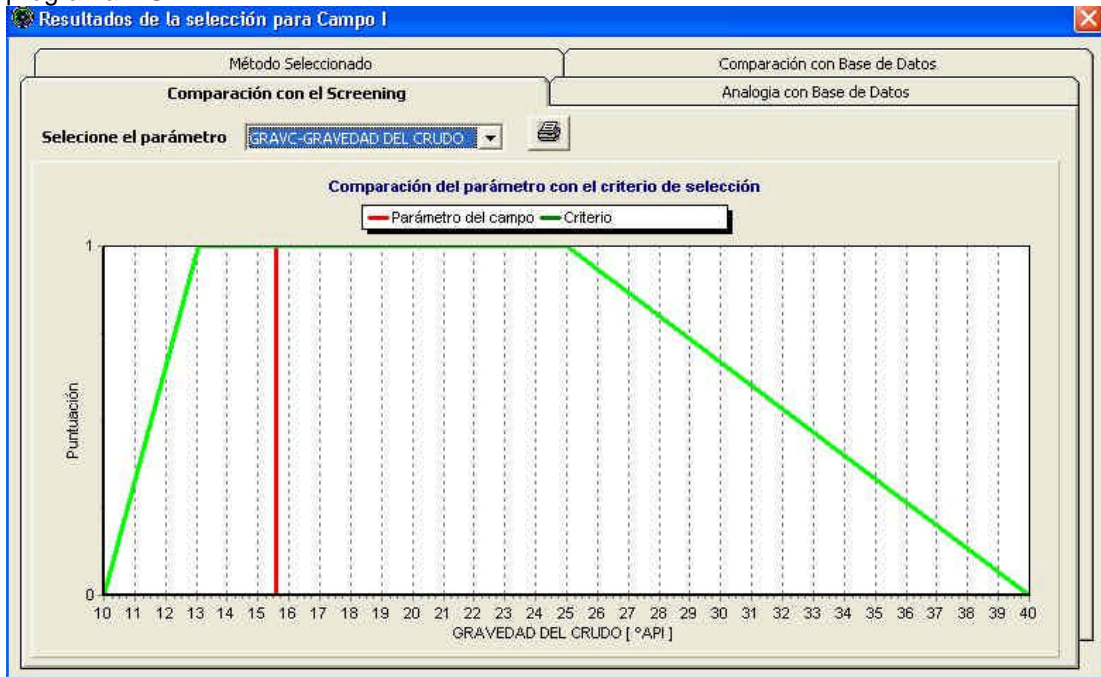 Resultados de la selección para Campo I
Método Seleccionado
Comparación con Base de Datos
Comparación con el Screening
Analogia con Base de Datos
Selecione el parámetro GRAVC-GRAVEDAD DEL CRUDO
Comparación del parámetro con el criterio de selección
Parámetro del campo Criterio
1
Puntuación
0
10 11 12 13 14 15 16 17 18 19 20 21 22 23 24 25 26 27 28 29 30 31 32 33 34 35 36 37 38 39 40
GRAVEDAD DEL CRUDO [ °API ]